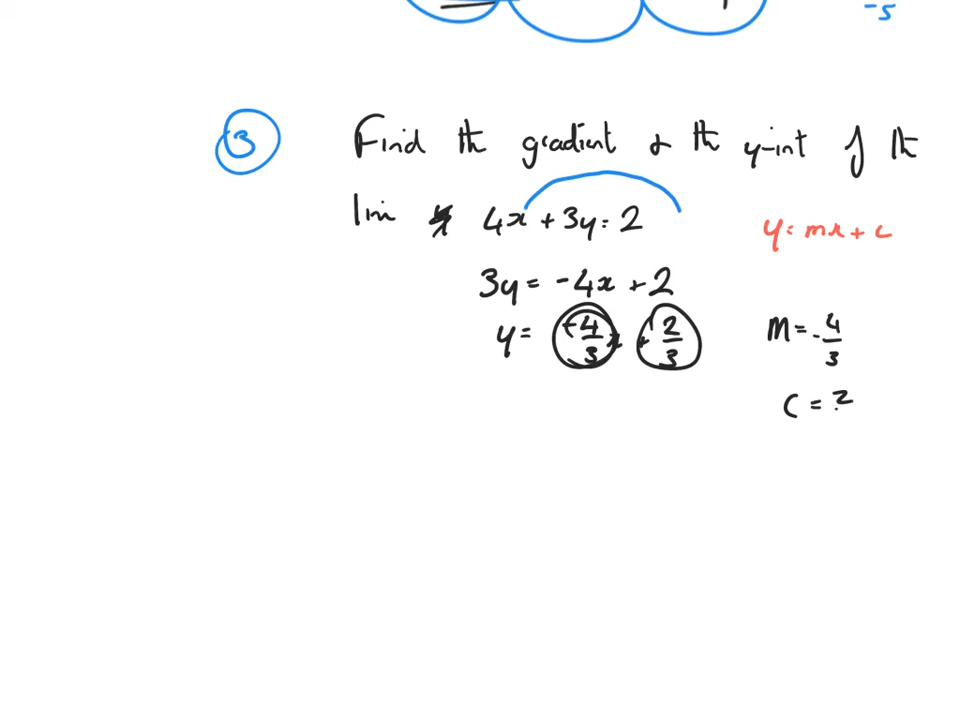 -5
3 Find the gradient & the y-int of the
line 4x + 3y = 2
y = mx + c
3y = -4x + 2
y = -4/3 x + 2/3
m = -4/3
c = 2